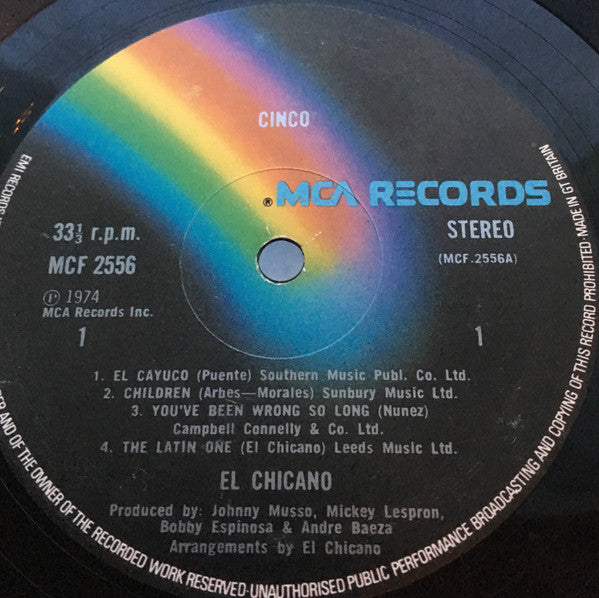 CINCO
®MCA RECORDS
33⅓ r.p.m.
STEREO
MCF 2556
(MCF.2556A)
℗ 1974
MCA Records Inc.
1
1
1. EL CAYUCO (Puente) Southern Music Publ. Co. Ltd.
2. CHILDREN (Arbes—Morales) Sunbury Music Ltd.
3. YOU'VE BEEN WRONG SO LONG (Nunez)
Campbell Connelly & Co. Ltd.
4. THE LATIN ONE (El Chicano) Leeds Music Ltd.
EL CHICANO
Produced by: Johnny Musso, Mickey Lespron,
Bobby Espinosa & Andre Baeza
Arrangements by El Chicano
EMI RECORDS
AND OF THE OWNER OF THE RECORDED WORK RESERVED·UNAUTHORISED PUBLIC PERFORMANCE BROADCASTING AND COPYING OF THIS RECORD PROHIBITED·MADE IN GT BRITAIN